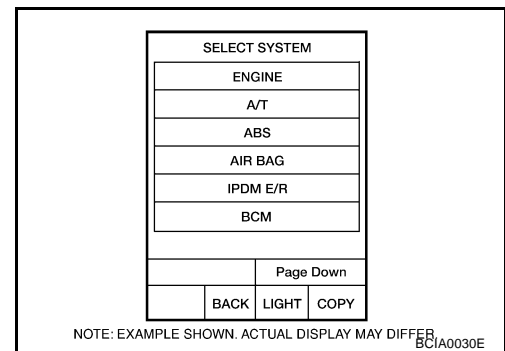 SELECT SYSTEM
ENGINE
A/T
ABS
AIR BAG
IPDM E/R
BCM
Page Down
BACK LIGHT COPY
NOTE: EXAMPLE SHOWN. ACTUAL DISPLAY MAY DIFFER.
BCIA0030E